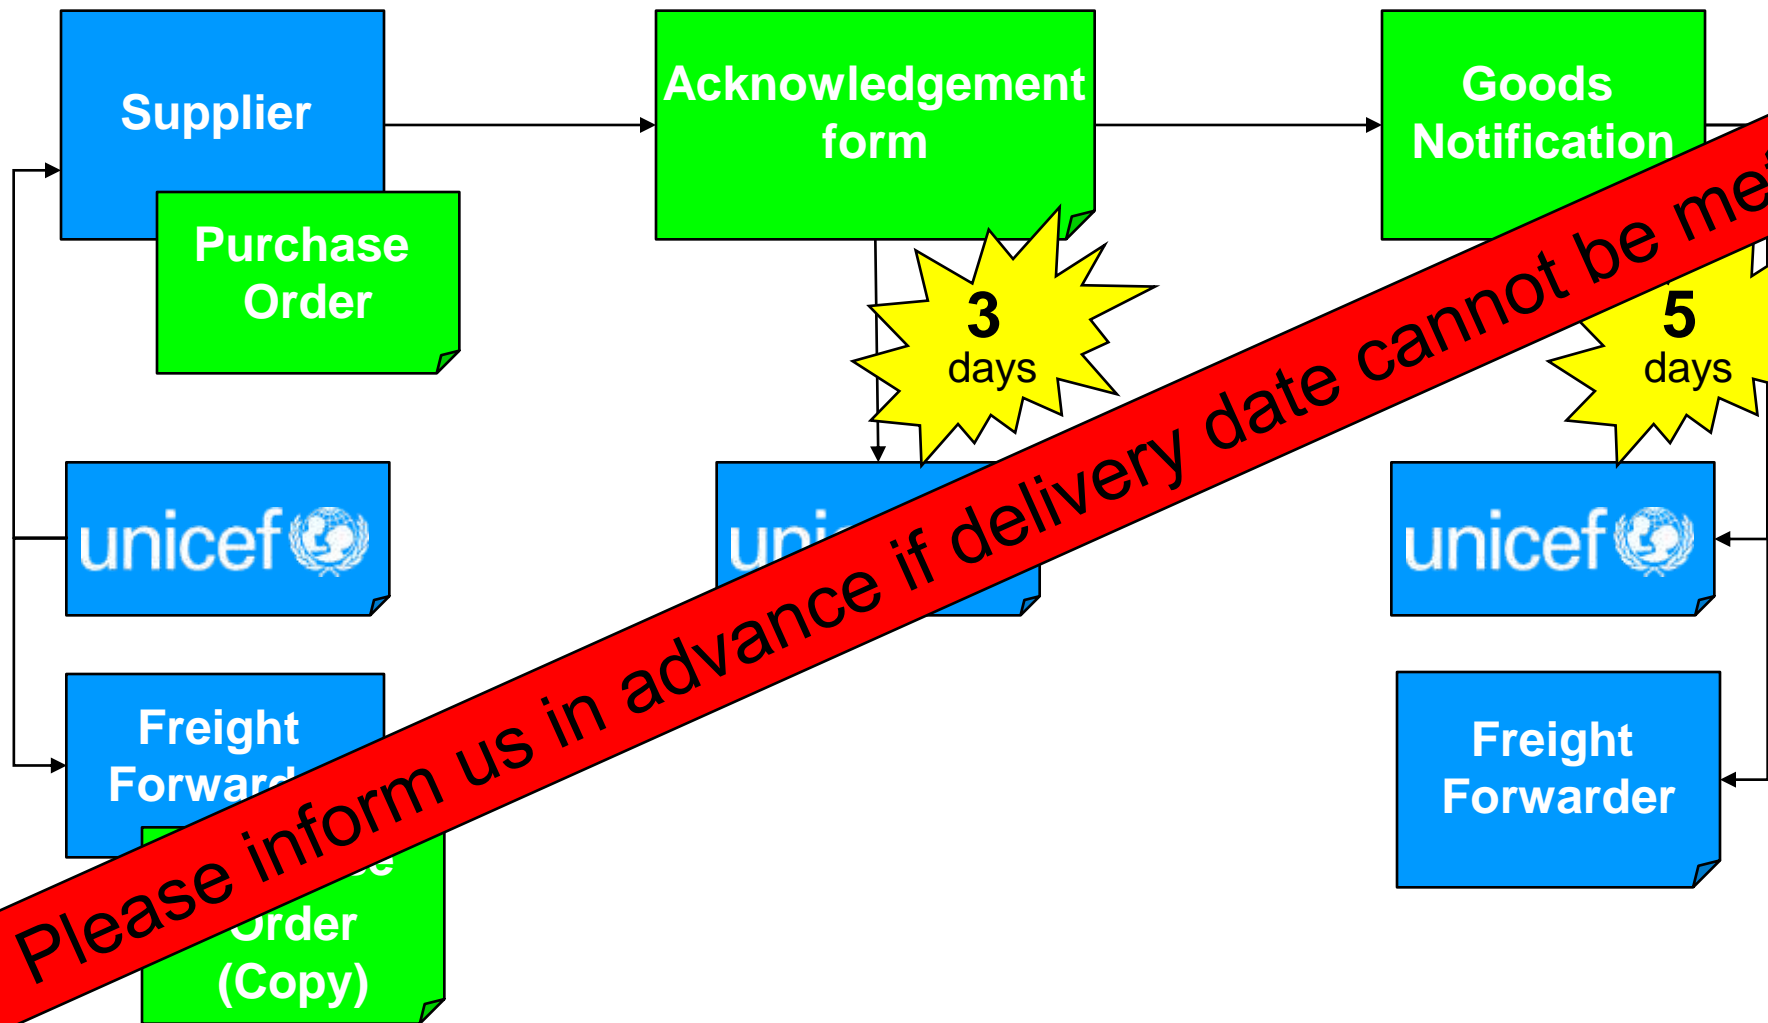 Supplier
Purchase
Order
Acknowledgement
form
3
days
Goods
Notification
5
days
unicef
unicef
Freight
Freight
Forwarder
Order
(Copy)
Please inform us in advance if delivery date cannot be